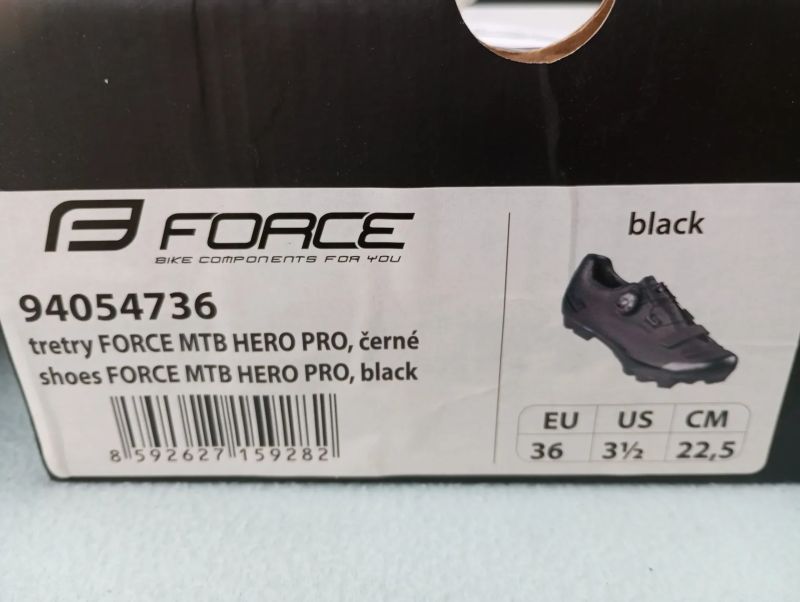 FORCE
BIKE COMPONENTS FOR YOU
94054736
tretry FORCE MTB HERO PRO, černé
shoes FORCE MTB HERO PRO, black
8 592627 159282
black
EU US CM
36 3½ 22,5